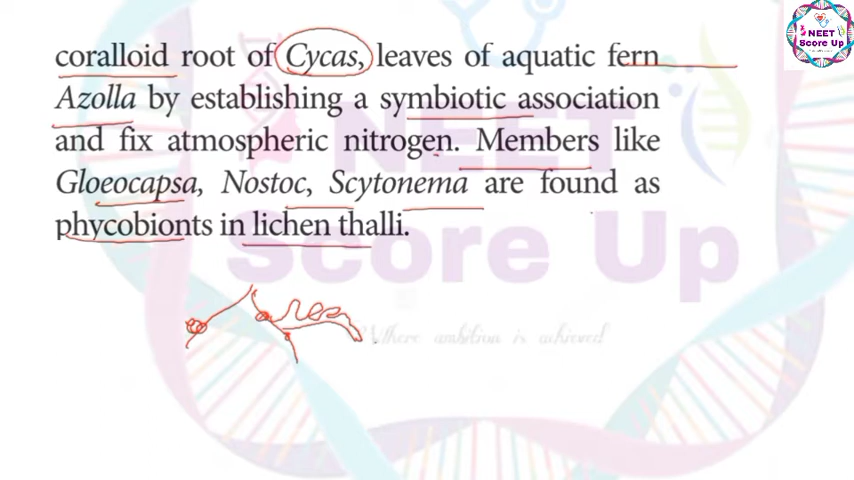 NEET
Score Up
coralloid root of Cycas, leaves of aquatic fern
Azolla by establishing a symbiotic association
and fix atmospheric nitrogen. Members like
Gloeocapsa, Nostoc, Scytonema are found as
phycobionts in lichen thalli.
NEET
Score Up
Where ambition is achieved